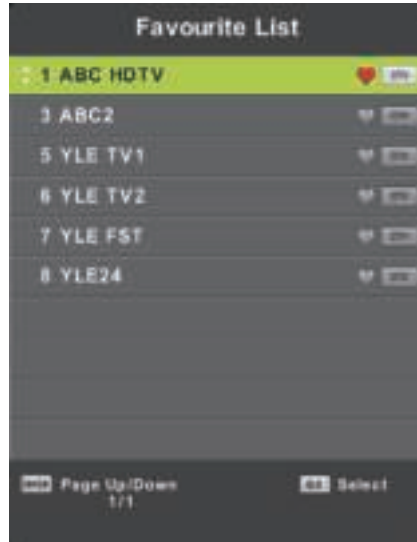 Favourite List
1 ABC HDTV
3 ABC2
5 YLE TV1
6 YLE TV2
7 YLE FST
8 YLE24
Page Up/Down
1/1
Select